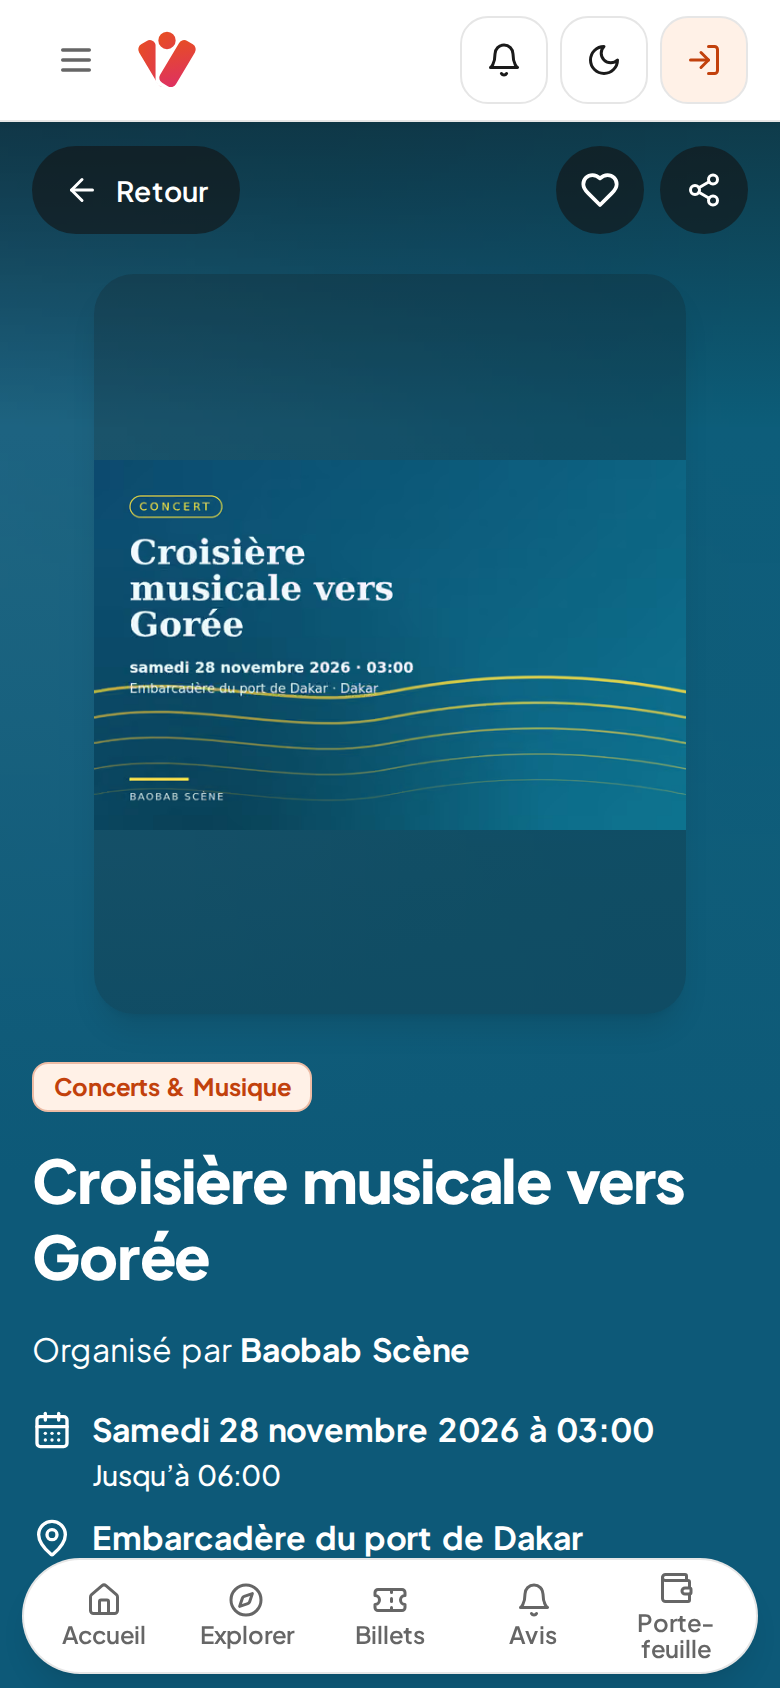 Retour
CONCERT
Croisière
musicale vers
Gorée
samedi 28 novembre 2026 · 03:00
Embarcadère du port de Dakar · Dakar
BAOBAB SCÈNE
Concerts & Musique
Croisière musicale vers
Gorée
Organisé par Baobab Scène
Samedi 28 novembre 2026 à 03:00
Jusqu’à 06:00
Embarcadère du port de Dakar
Accueil
Explorer
Billets
Avis
Porte-
feuille